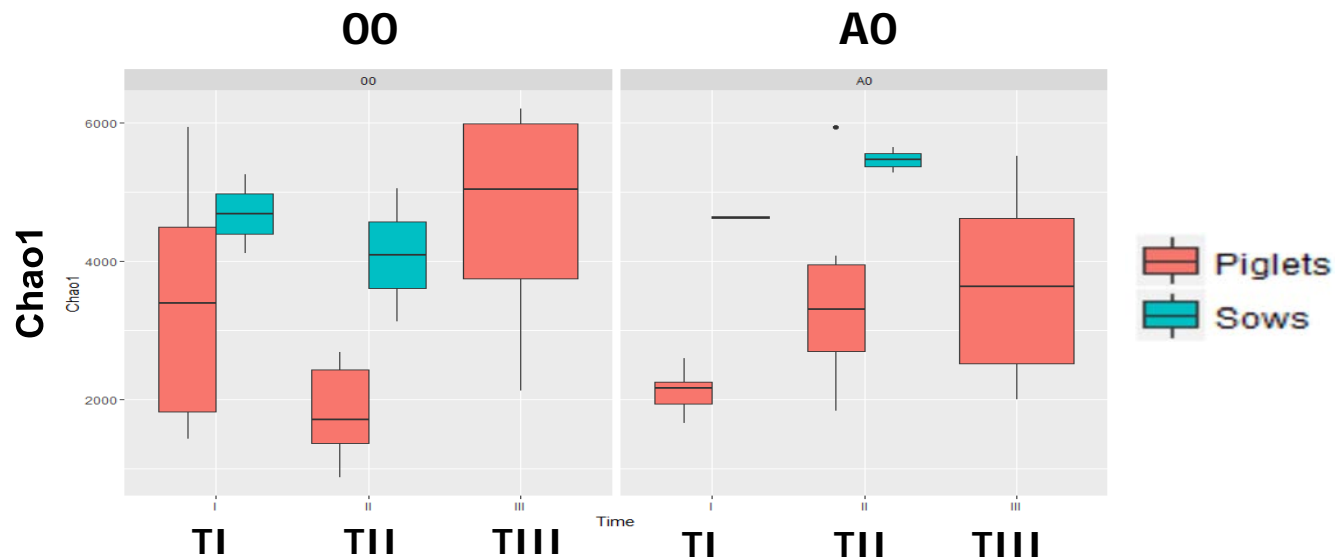 00 A0
00 A0
Chao1
Chao1
6000
4000
2000
Piglets
Sows
I II III I II III
Time
TI TII TIII TI TII TIII